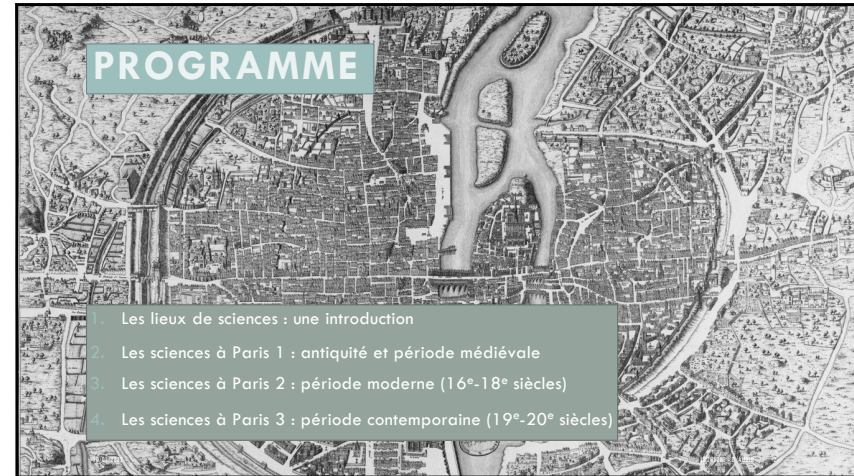 PROGRAMME
1. Les lieux de sciences : une introduction
2. Les sciences à Paris 1 : antiquité et période médiévale
3. Les sciences à Paris 2 : période moderne (16e-18e siècles)
4. Les sciences à Paris 3 : période contemporaine (19e-20e siècles)